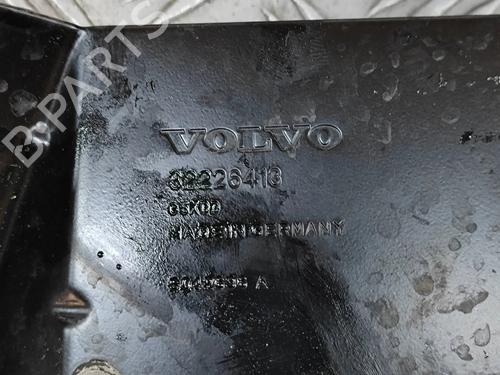 B-PARTS
VOLVO
32226413
MADE IN GERMANY
A